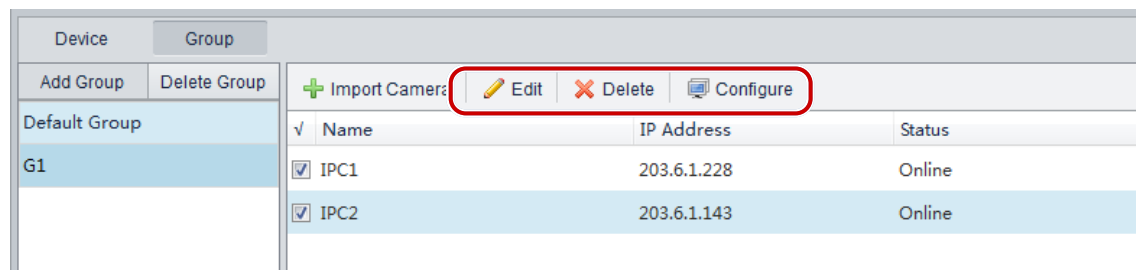 Device Group
Add Group Delete Group Import Camera Edit Delete Configure
Default Group √ Name IP Address Status
G1 IPC1 203.6.1.228 Online
IPC2 203.6.1.143 Online